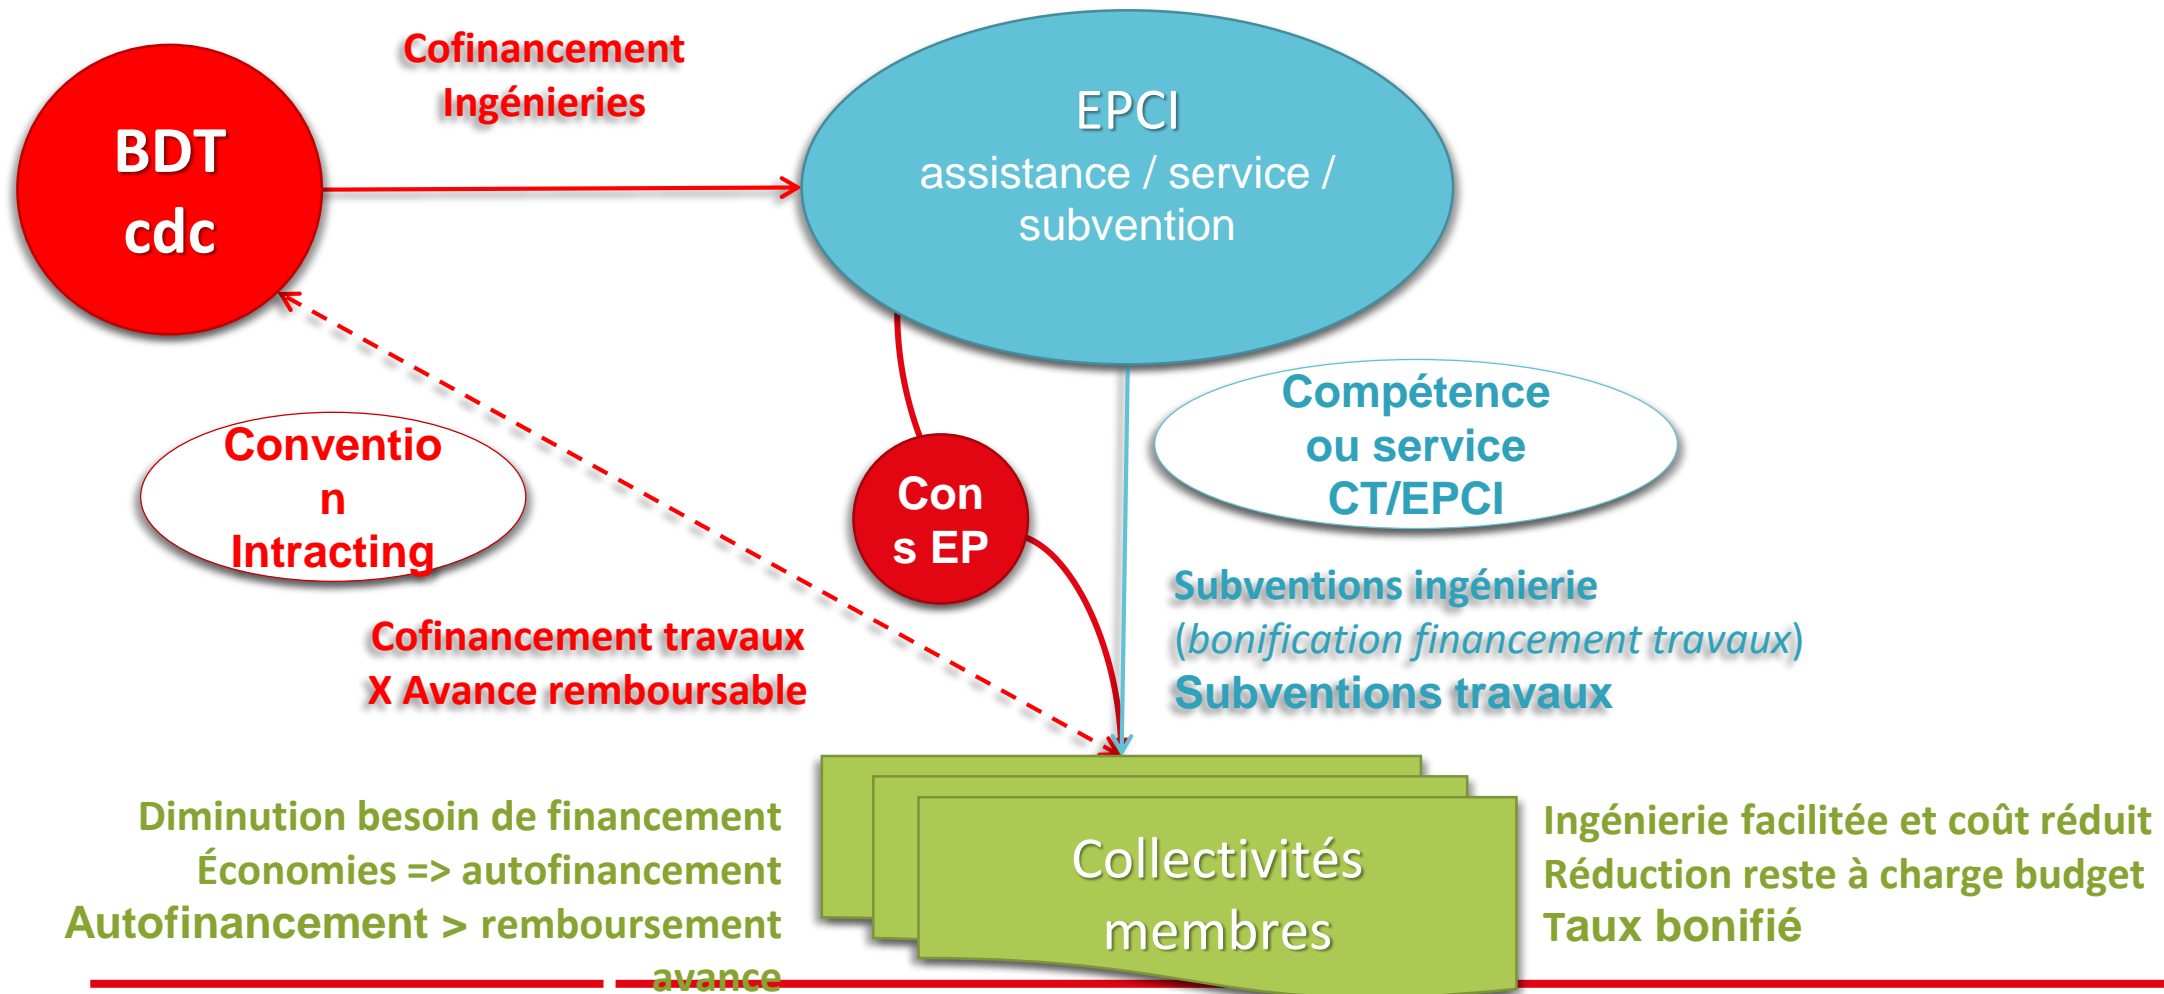 Cofinancement
Ingénieries
BDT
cdc
EPCI
assistance / service /
subvention
Conventio
n
Intracting
Con
s EP
Compétence
ou service
CT/EPCI
Cofinancement travaux
X Avance remboursable
Subventions ingénierie
(bonification financement travaux)
Subventions travaux
Diminution besoin de financement
Économies => autofinancement
Autofinancement > remboursement
avance
Collectivités
membres
Ingénierie facilitée et coût réduit
Réduction reste à charge budget
Taux bonifié